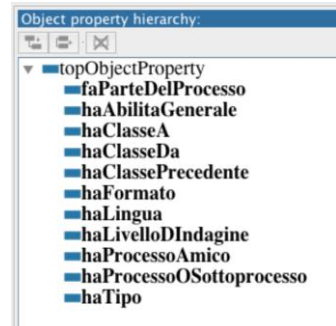 Object property hierarchy:
topObjectProperty
faParteDelProcesso
haAbilitaGenerale
haClasseA
haClasseDa
haClassePrecedente
haFormato
haLingua
haLivelloDIndagine
haProcessoAmico
haProcessoOSottoprocesso
haTipo